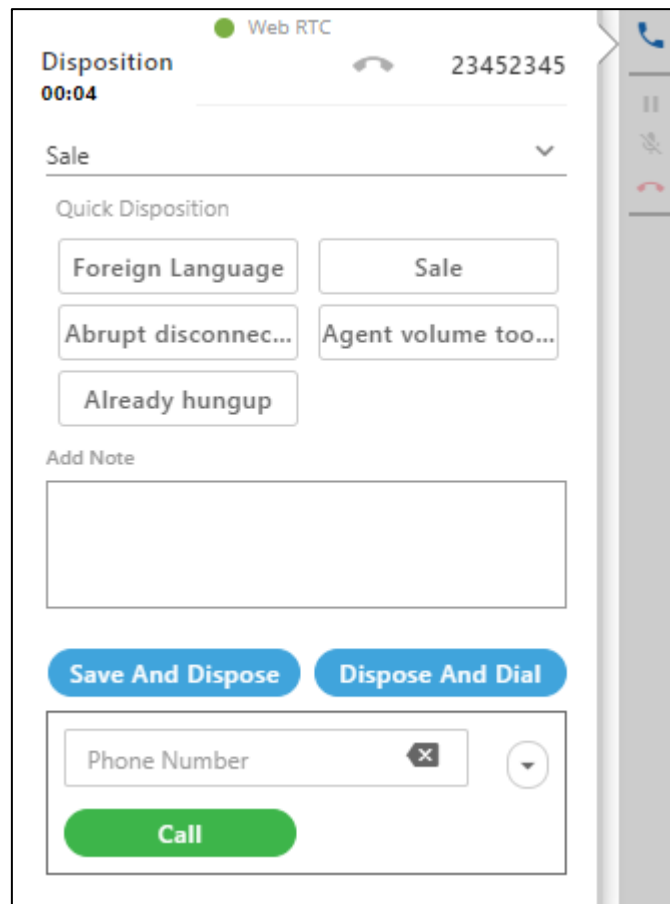 Web RTC
Disposition 23452345
00:04
Sale
Quick Disposition
Foreign Language Sale
Abrupt disconnec... Agent volume too...
Already hungup
Add Note
Save And Dispose Dispose And Dial
Phone Number
Call